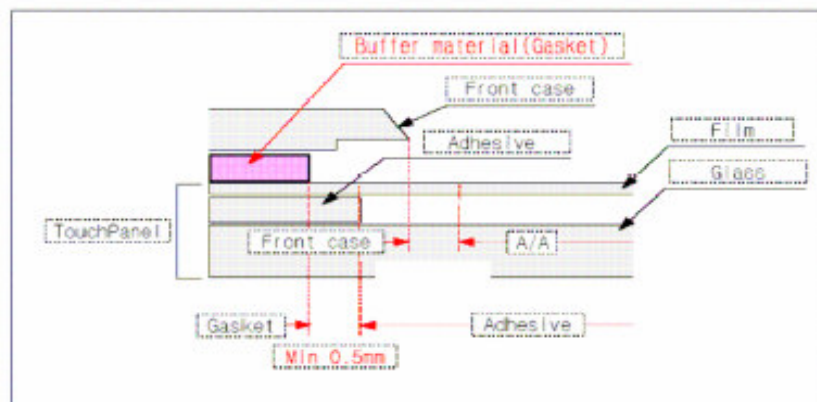 Buffer material(Gasket)
Front case
Adhesive
Film
Glass
TouchPanel
Front case
A/A
Gasket
Adhesive
Min 0.5mm